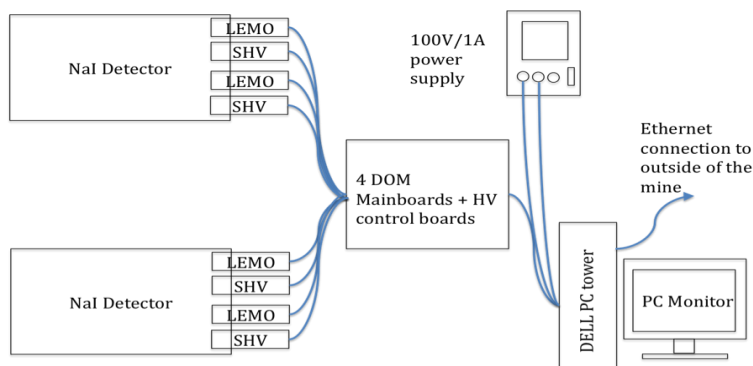 LEMO
SHV
LEMO
SHV
NaI Detector
100V/1A
power
supply
4 DOM
Mainboards + HV
control boards
Ethernet
connection to
outside of the
mine
LEMO
SHV
LEMO
SHV
NaI Detector
DELL PC tower
PC Monitor